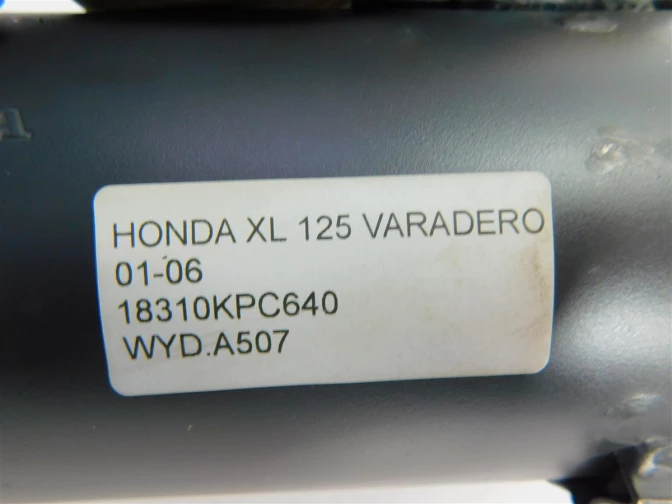 HONDA XL 125 VARADERO
01-06
18310KPC640
WYD.A507